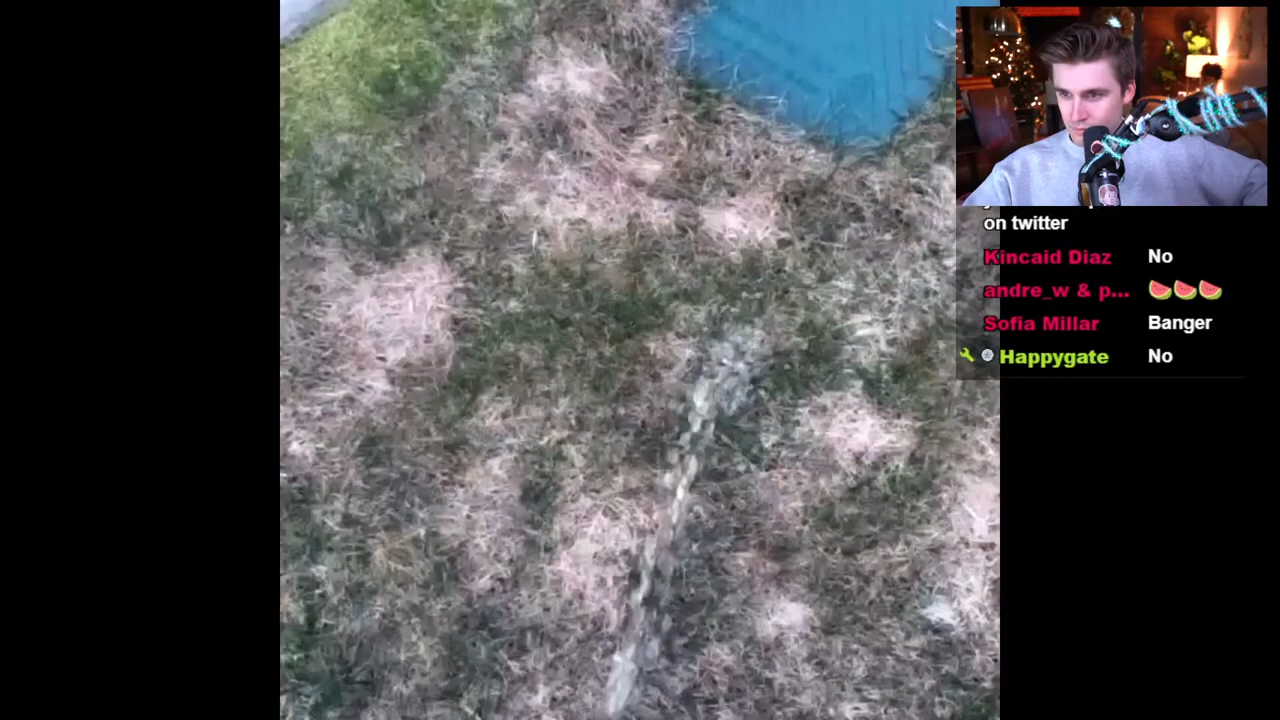 on twitter
Kincaid Diaz No
andre_w & p... 🍉🍉🍉
Sofia Millar Banger
Happygate No